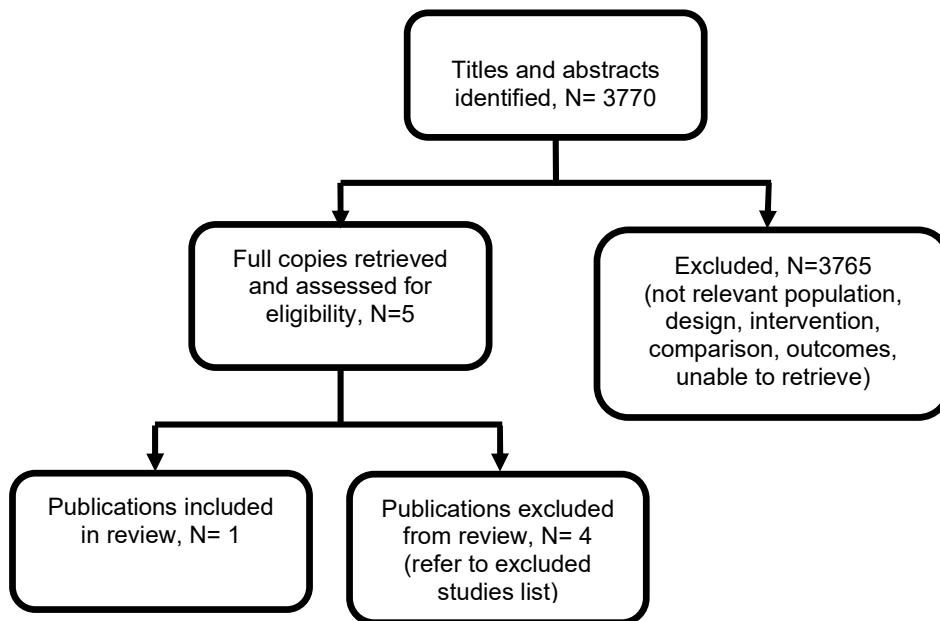 Titles and abstracts
identified, N= 3770
Full copies retrieved
and assessed for
eligibility, N=5
Excluded, N=3765
(not relevant population,
design, intervention,
comparison, outcomes,
unable to retrieve)
Publications included
in review, N= 1
Publications excluded
from review, N= 4
(refer to excluded
studies list)